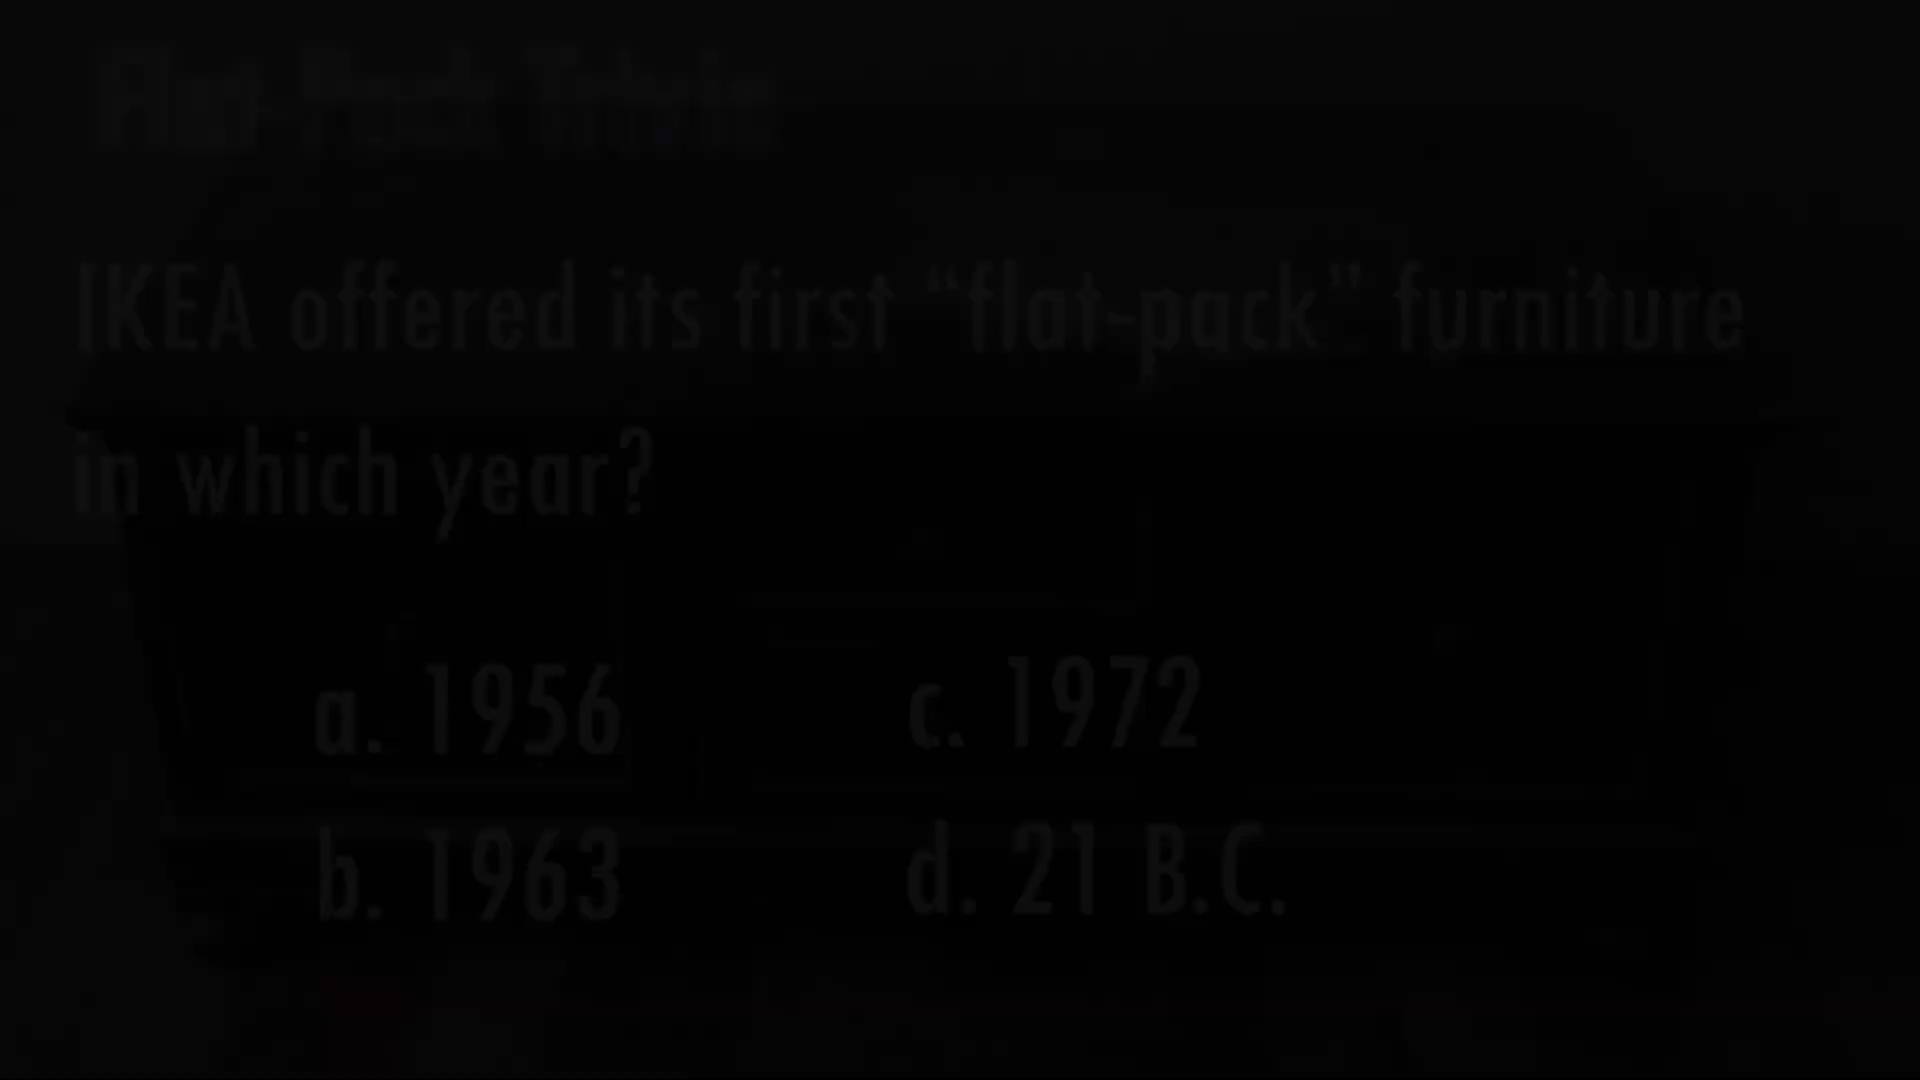 Flat-Pack Trivia
IKEA offered its first “flat-pack” furniture
in which year?
a. 1956
c. 1972
b. 1963
d. 21 B.C.